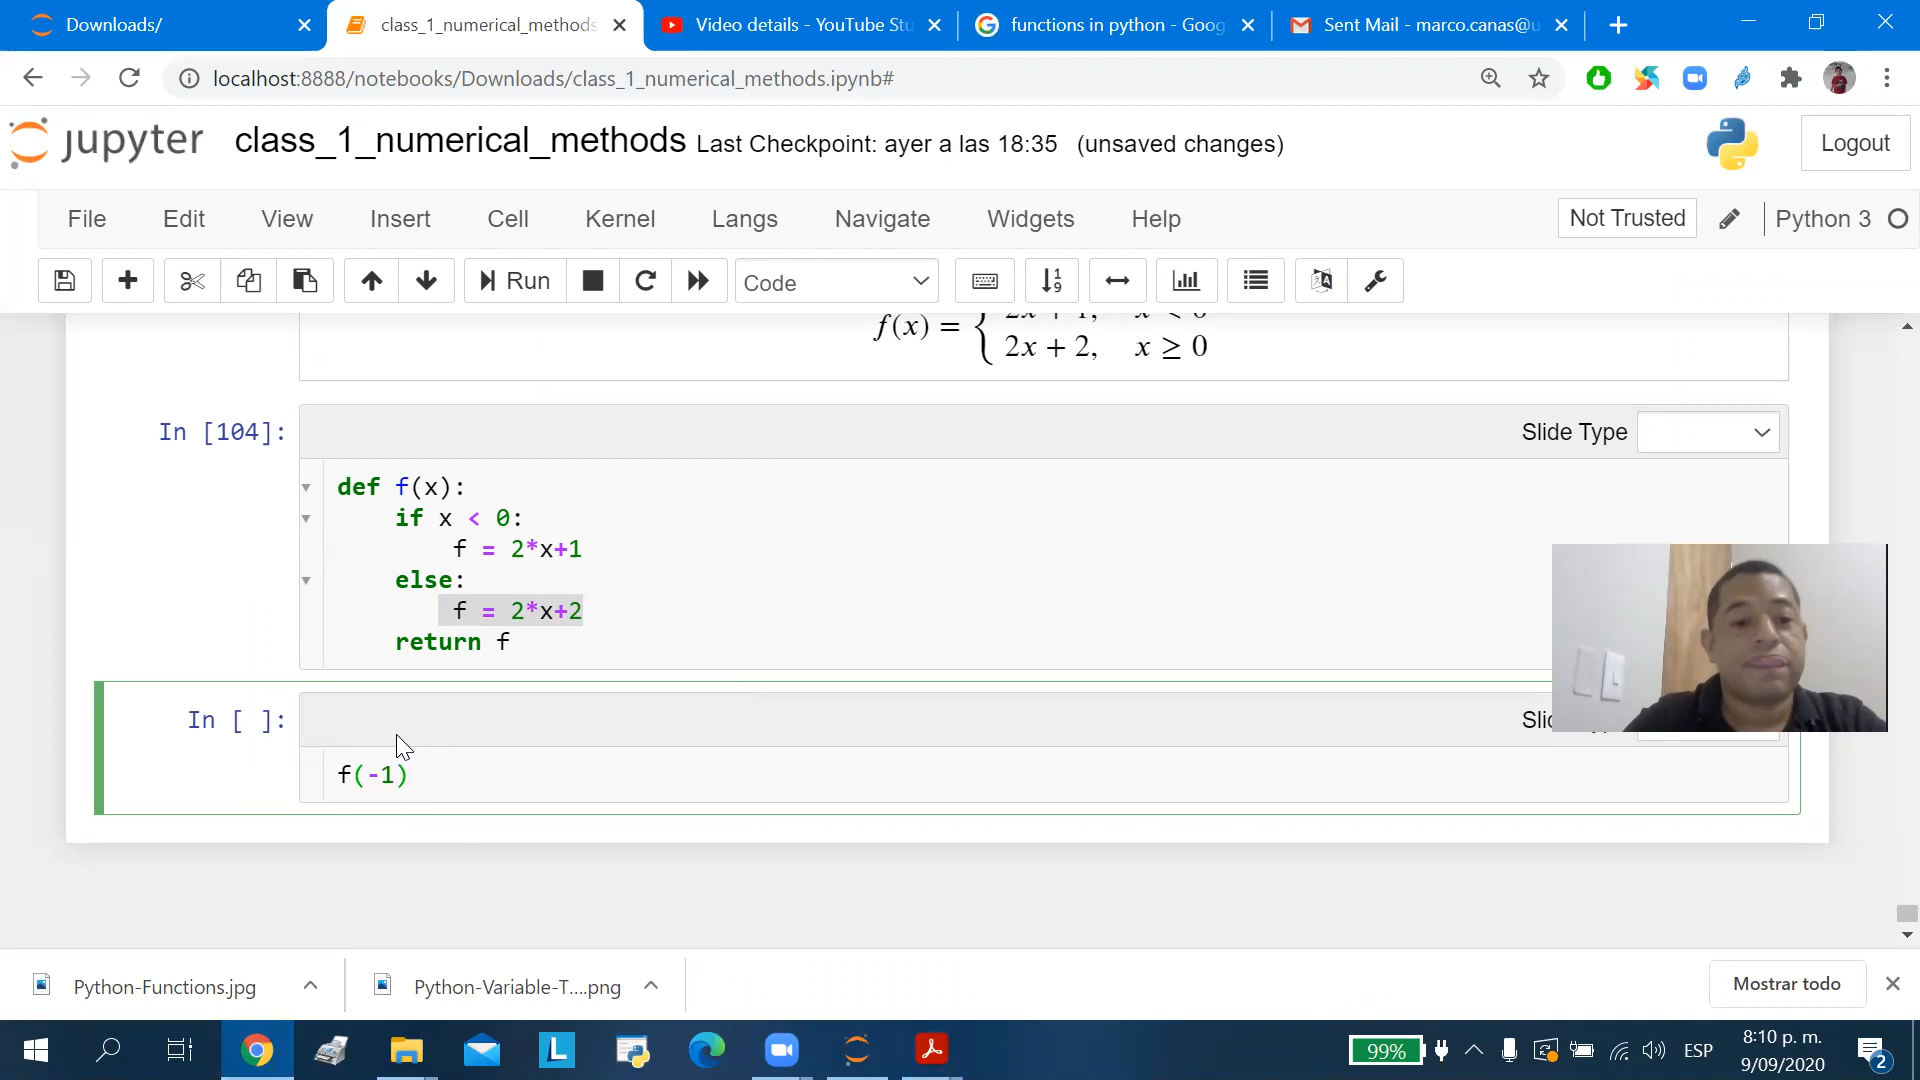 Downloads/
class_1_numerical_methods
Video details - YouTube Stu
functions in python - Goog
Sent Mail - marco.canas@u
localhost:8888/notebooks/Downloads/class_1_numerical_methods.ipynb#
jupyter class_1_numerical_methods Last Checkpoint: ayer a las 18:35 (unsaved changes)
Logout
File Edit View Insert Cell Kernel Langs Navigate Widgets Help
Not Trusted
Python 3
Run
Code
2x + 1, x < 0
f(x) = {
2x + 2, x ≥ 0
In [104]:
Slide Type
def f(x):
if x < 0:
f = 2*x+1
else:
f = 2*x+2
return f
In [ ]:
f(-1)
Python-Functions.jpg
Python-Variable-T....png
Mostrar todo
99%
ESP
8:10 p. m.
9/09/2020
2